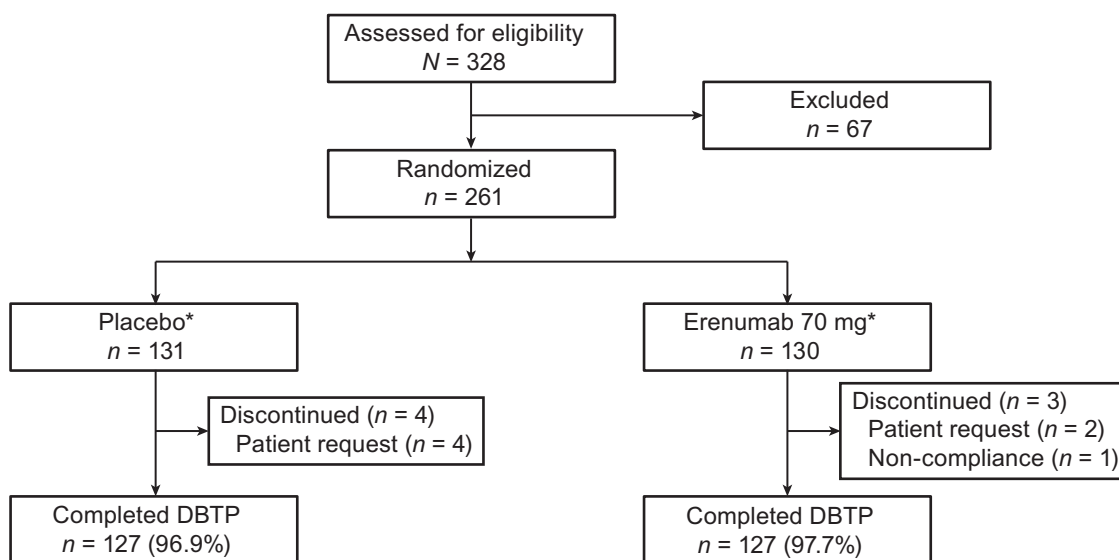 Assessed for eligibility
N = 328
Excluded
n = 67
Randomized
n = 261
Placebo*
n = 131
Erenumab 70 mg*
n = 130
Discontinued (n = 4)
Patient request (n = 4)
Discontinued (n = 3)
Patient request (n = 2)
Non-compliance (n = 1)
Completed DBTP
n = 127 (96.9%)
Completed DBTP
n = 127 (97.7%)